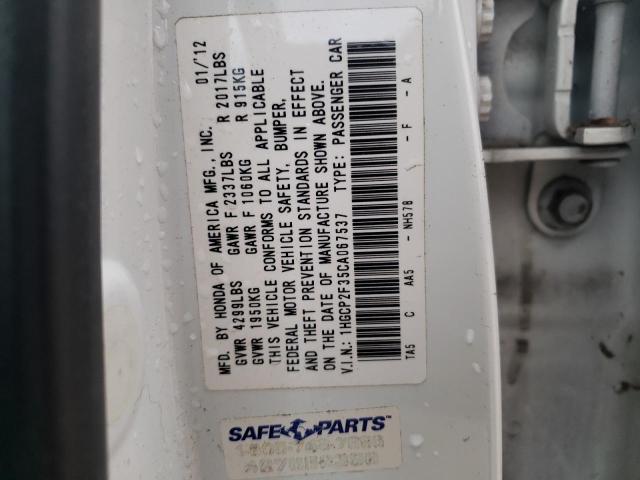 MFD. BY HONDA OF AMERICA MFG., INC. 01/'12
GVWR 4299LBS GAWR F 2337LBS R 2017LBS
GVWR 1950KG GAWR F 1060KG R 915KG
THIS VEHICLE CONFORMS TO ALL APPLICABLE
FEDERAL MOTOR VEHICLE SAFETY, BUMPER,
AND THEFT PREVENTION STANDARDS IN EFFECT
ON THE DATE OF MANUFACTURE SHOWN ABOVE.
V.I.N.: 1HGCP2F35CA067537 TYPE: PASSENGER CAR
TA5 C AA5 - NH578 - F - A
SAFE PARTS